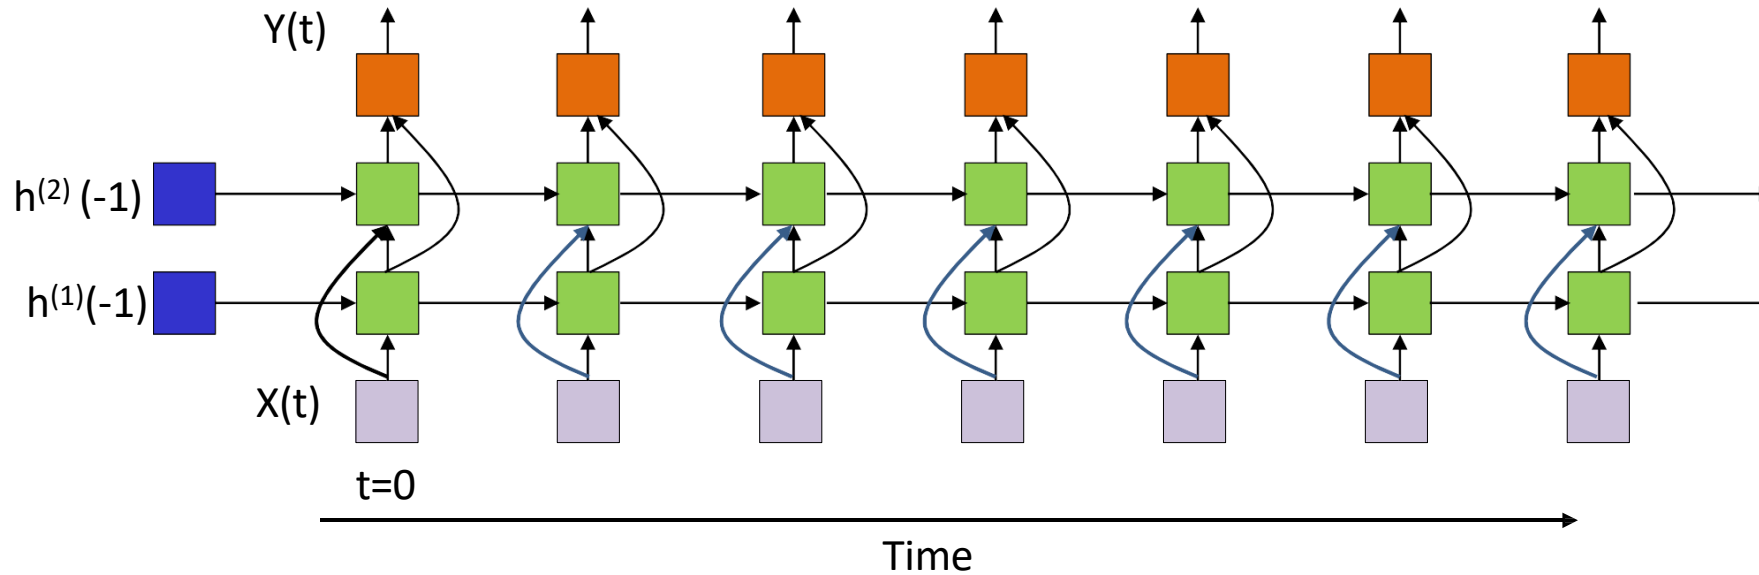 Y(t)
h⁽²⁾ (-1)
h⁽¹⁾(-1)
X(t)
t=0
Time